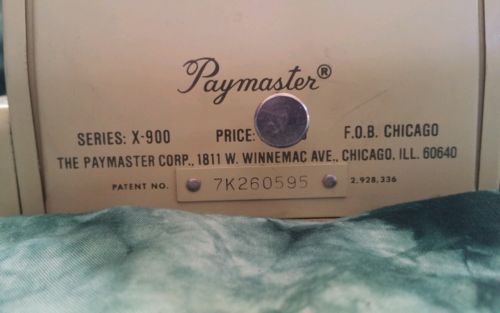 Paymaster®
SERIES: X-900 PRICE: F.O.B. CHICAGO
THE PAYMASTER CORP., 1811 W. WINNEMAC AVE., CHICAGO, ILL. 60640
PATENT NO. 7K260595 2,928,336